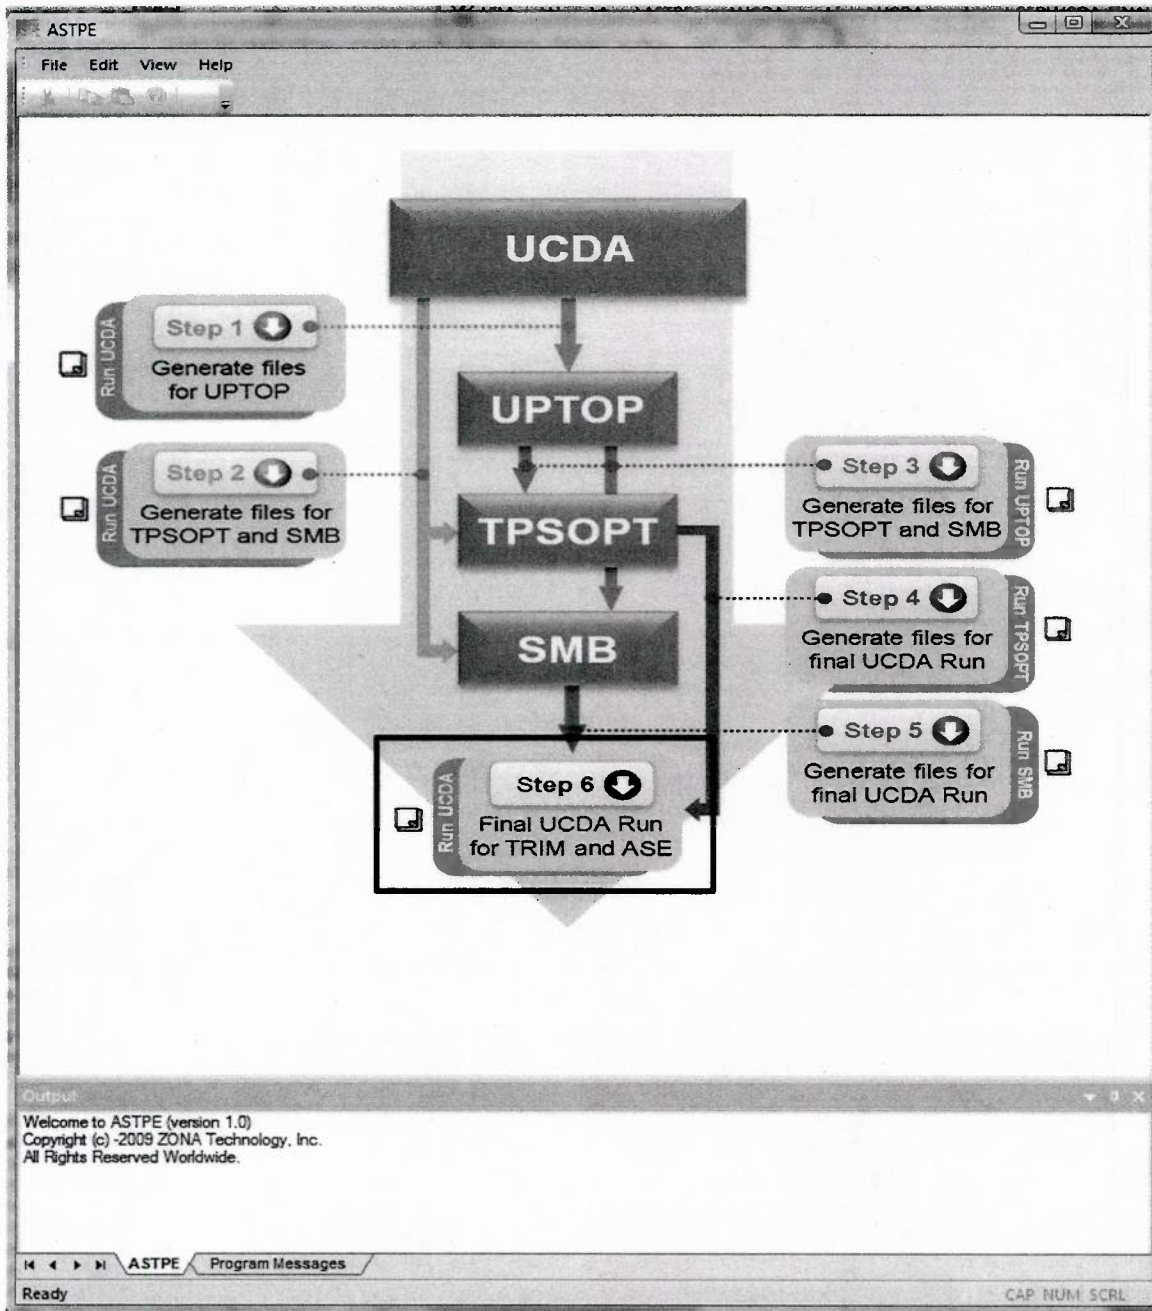 ASTPE
File Edit View Help
UCDA
Run UCDA
Step 1
Generate files
for UPTOP
UPTOP
Run UCDA
Step 2
Generate files for
TPSOPT and SMB
Step 3
Generate files for
TPSOPT and SMB
Run UPTOP
TPSOPT
Step 4
Generate files for
final UCDA Run
Run TPSOPT
SMB
Step 5
Generate files for
final UCDA Run
Run SMB
Run UCDA
Step 6
Final UCDA Run
for TRIM and ASE
Output
Welcome to ASTPE (version 1.0)
Copyright (c) -2009 ZONA Technology, Inc.
All Rights Reserved Worldwide.
ASTPE Program Messages
Ready CAP NUM SCRL